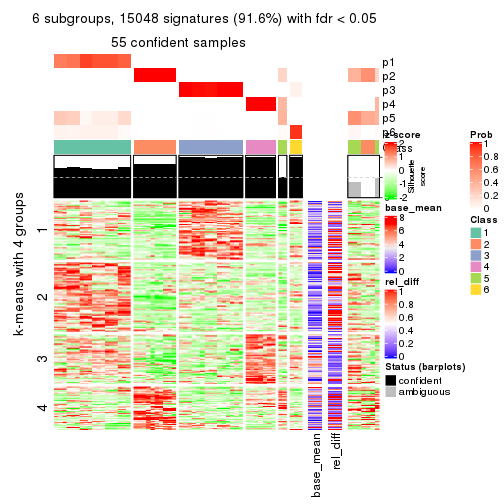 6 subgroups, 15048 signatures (91.6%) with fdr < 0.05
55 confident samples
p1
p2
p3
p4
p5
p6
Class
Silhouette
score
k-means with 4 groups
1
2
3
4
base_mean
rel_diff
z-score
2
1
0
-1
-2
base_mean
8
6
4
2
0
rel_diff
1
0.8
0.6
0.4
0.2
0
Status (barplots)
confident
ambiguous
Prob
1
0.8
0.6
0.4
0.2
0
Class
1
2
3
4
5
6